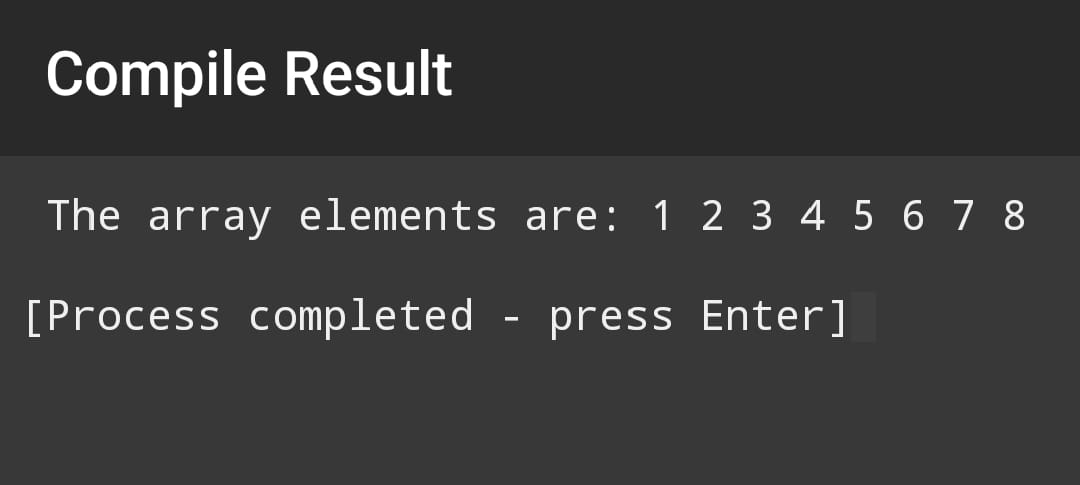 Compile Result
The array elements are: 1 2 3 4 5 6 7 8
[Process completed - press Enter]